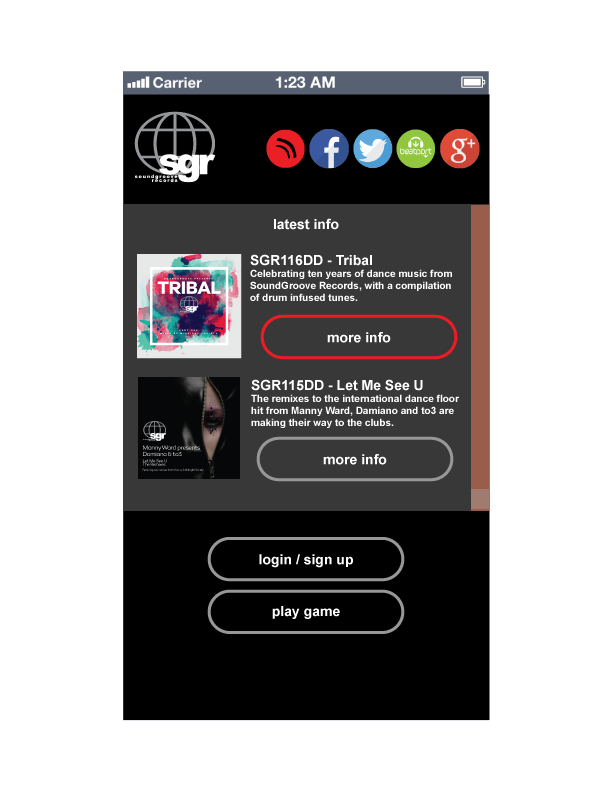 Carrier
1:23 AM
sgr
soundgroove
records
beatport
g+
latest info
SGR116DD - Tribal
Celebrating ten years of dance music from
SoundGroove Records, with a compilation
of drum infused tunes.
TRIBAL
sgr
more info
SGR115DD - Let Me See U
The remixes to the international dance floor
hit from Manny Ward, Damiano and to3 are
making their way to the clubs.
sgr
Manny Ward presents
Damiano & to3
Let Me See U
The Remixes
more info
login / sign up
play game